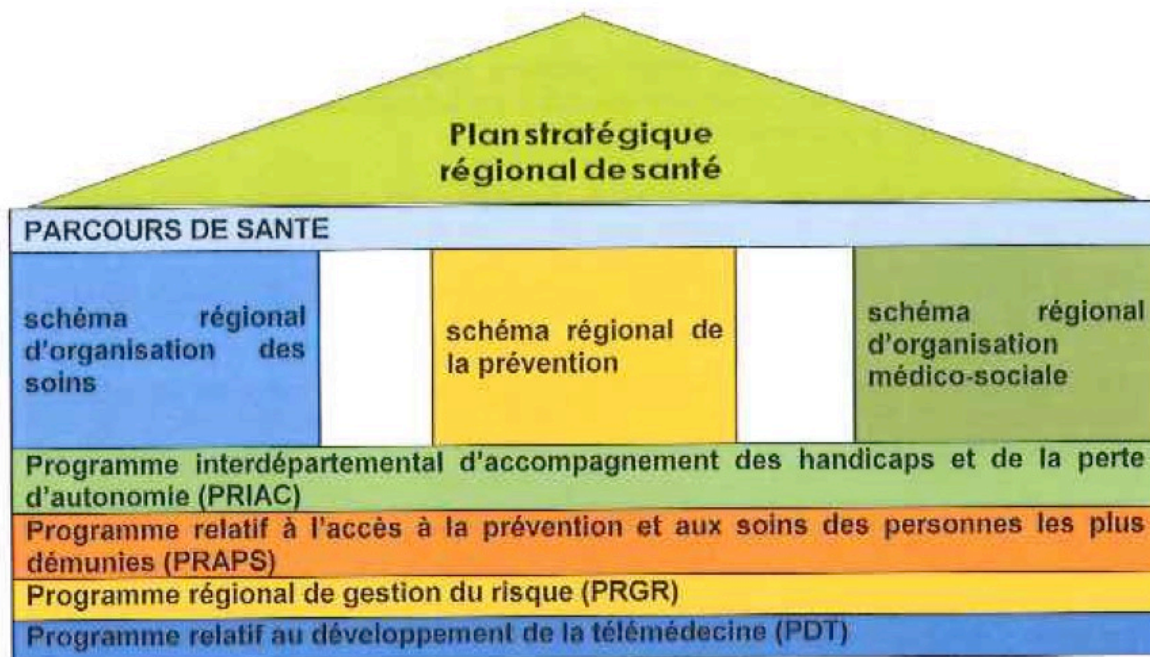 Plan stratégique
régional de santé
PARCOURS DE SANTE
schéma régional
d'organisation des
soins
schéma régional de
la prévention
schéma régional
d'organisation
médico-sociale
Programme interdépartemental d'accompagnement des handicaps et de la perte
d'autonomie (PRIAC)
Programme relatif à l'accès à la prévention et aux soins des personnes les plus
démunies (PRAPS)
Programme régional de gestion du risque (PRGR)
Programme relatif au développement de la télémédecine (PDT)